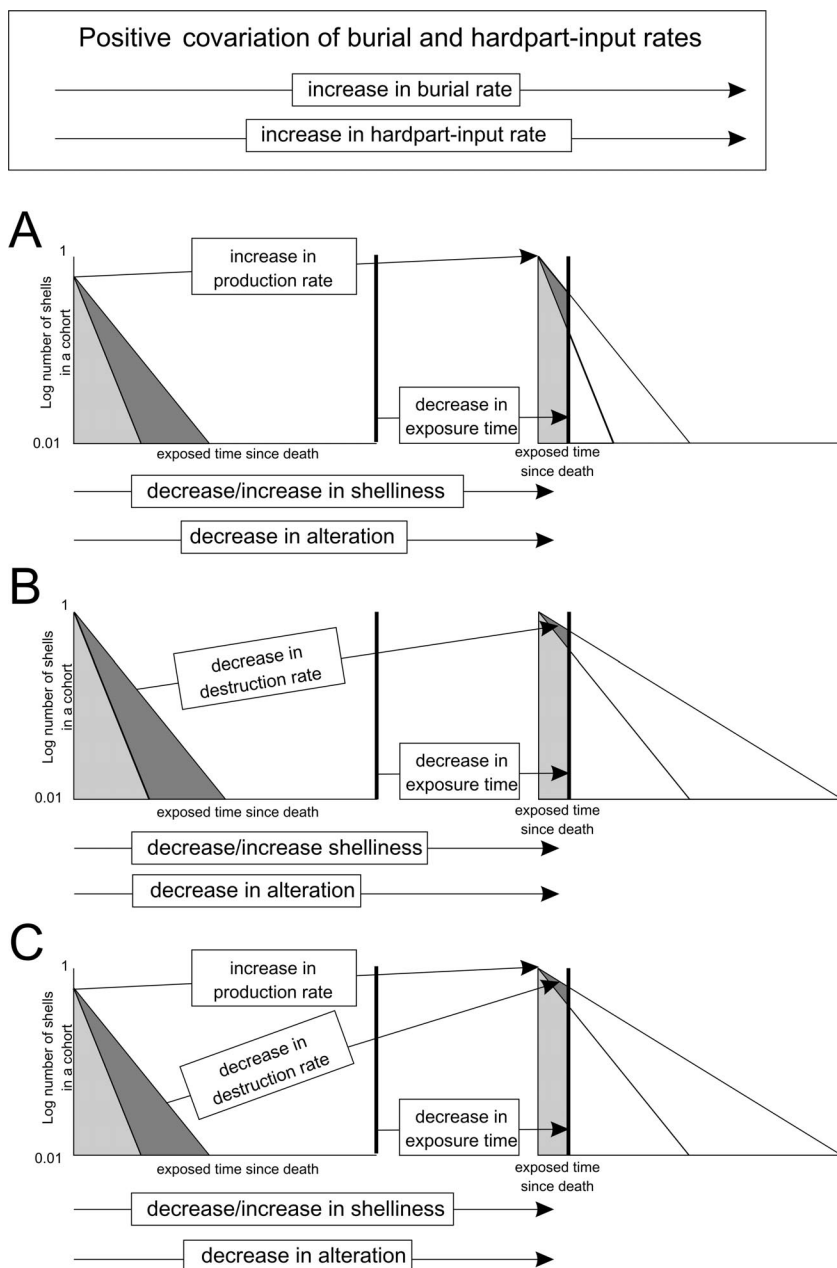 Positive covariation of burial and hardpart-input rates
increase in burial rate
increase in hardpart-input rate
A
1
Log number of shells
in a cohort
0.01
increase in
production rate
decrease in
exposure time
exposed time since death
exposed time
since death
decrease/increase in shelliness
decrease in alteration
B
1
Log number of shells
in a cohort
0.01
decrease in
destruction rate
decrease in
exposure time
exposed time since death
exposed time
since death
decrease/increase shelliness
decrease in alteration
C
1
Log number of shells
in a cohort
0.01
increase in
production rate
decrease in
destruction rate
decrease in
exposure time
exposed time since death
exposed time
since death
decrease/increase in shelliness
decrease in alteration